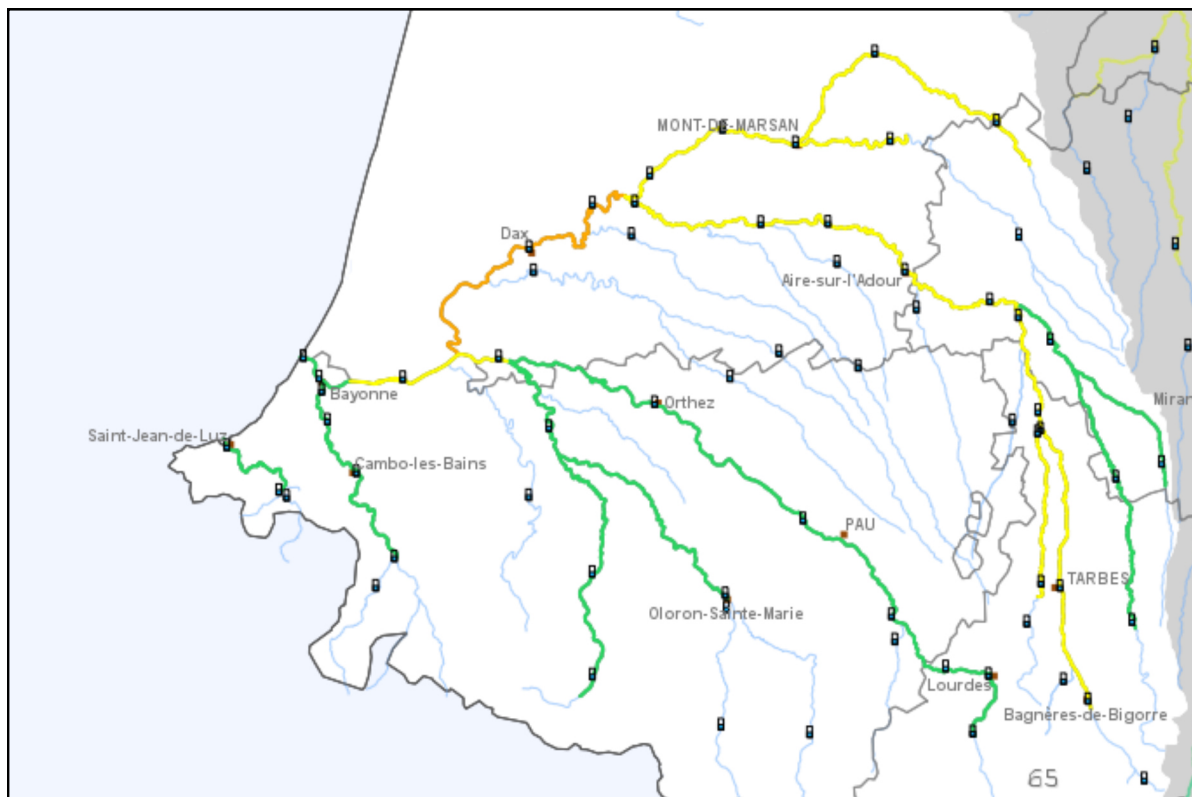 MONT-DE-MARSAN
Dax
Aire-sur-l'Adour
Bayonne
Orthez
Miran
Saint-Jean-de-Luz
Cambo-les-Bains
PAU
TARBES
Oloron-Sainte-Marie
Lourdes
Bagnères-de-Bigorre
65